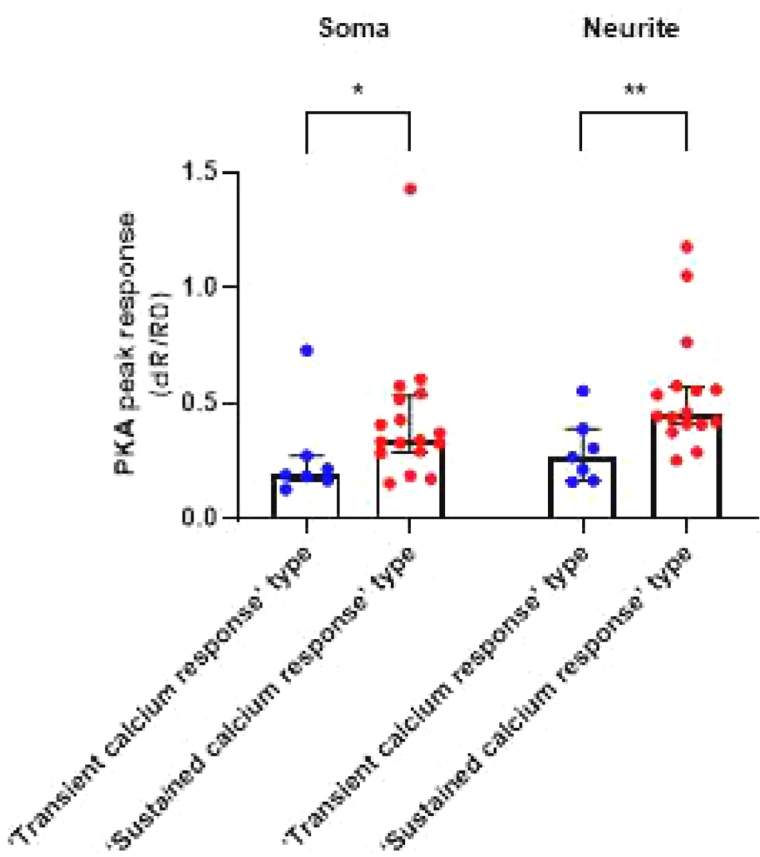 Soma Neurite
* **
1.5
1.0
0.5
0.0
PKA peak response
(dR/R0)
‘Transient calcium response’ type
‘Sustained calcium response’ type
‘Transient calcium response’ type
‘Sustained calcium response’ type